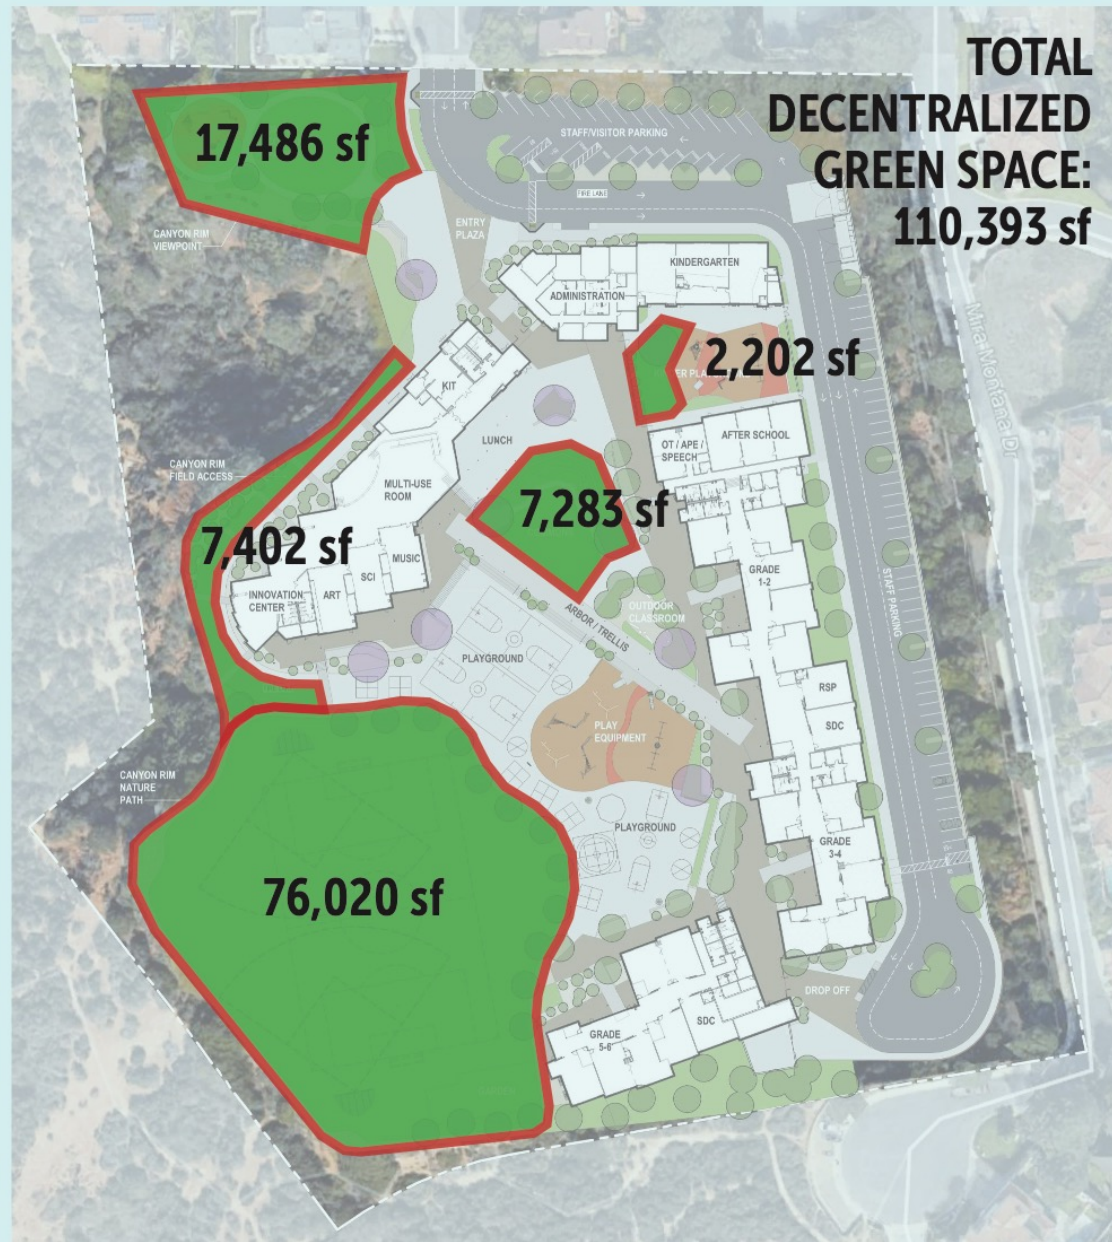 TOTAL
DECENTRALIZED
GREEN SPACE:
110,393 sf
17,486 sf
STAFF/VISITOR PARKING
FIRE LANE
CANYON RIM
VIEWPOINT
ENTRY
PLAZA
KINDERGARTEN
ADMINISTRATION
Mira Montana Dr
2,202 sf
ER PLA
KIT
LUNCH
OT / APE /
SPEECH
AFTER SCHOOL
CANYON RIM
FIELD ACCESS
MULTI-USE
ROOM
7,283 sf
7,402 sf
MUSIC
SCI
ART
INNOVATION
CENTER
GRADE
1-2
STAFF PARKING
OUTDOOR
CLASSROOM
ARBOR / TRELLIS
PLAYGROUND
RSP
SDC
PLAY
EQUIPMENT
CANYON RIM
NATURE
PATH
PLAYGROUND
GRADE
3-4
76,020 sf
DROP OFF
SDC
GRADE
5-6